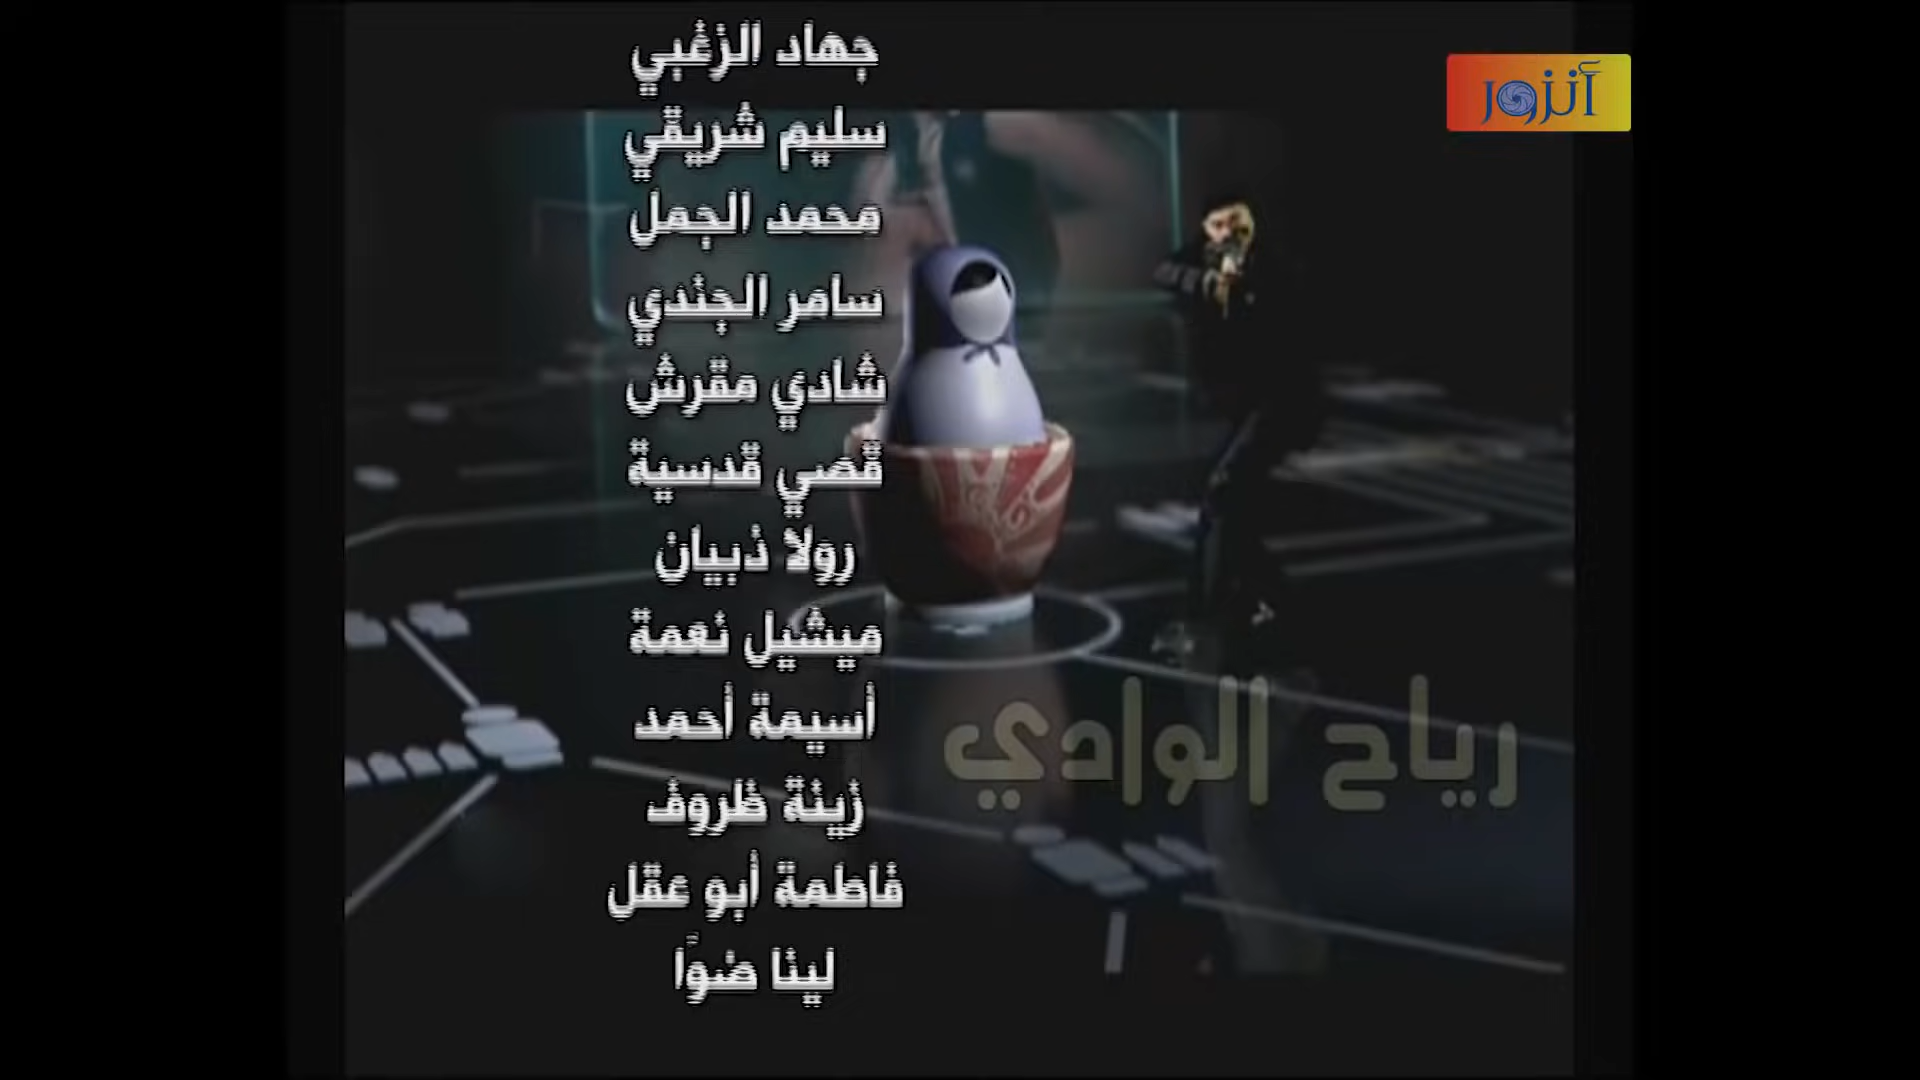 جهاد الزغبي
سليم شريقي
محمد الجمل
سامر الجندي
شادي مقرش
قصي قدسية
رولا ذبيان
ميشيل نعمة
أسيمة أحمد
زينة ظروف
فاطمة أبو عقل
لينا ضوًا
أنزور
رياح الوادي